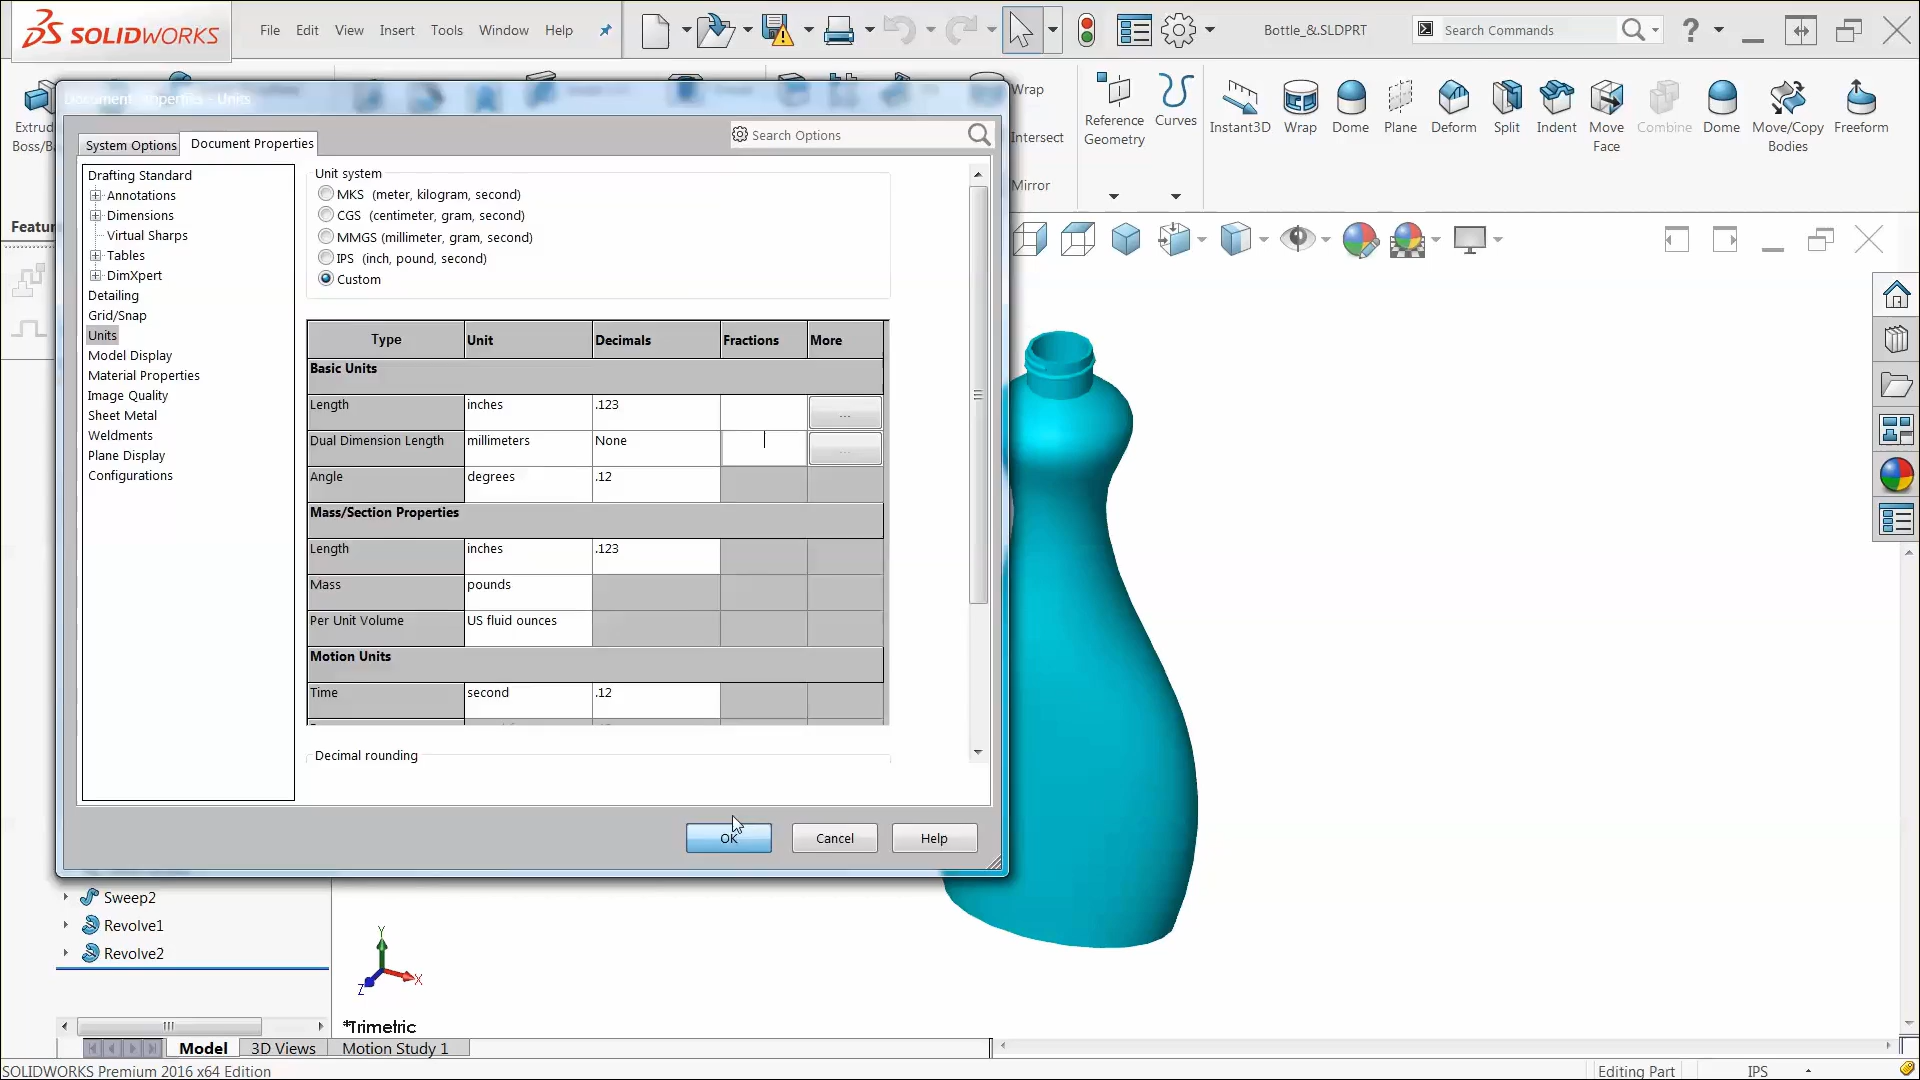 SOLIDWORKS
File Edit View Insert Tools Window Help
Bottle_&.SLDPRT
Search Commands
Wrap
Intersect
Mirror
Reference Geometry
Curves
Instant3D
Wrap
Dome
Plane
Deform
Split
Indent
Move Face
Combine
Dome
Move/Copy Bodies
Freeform
Document Properties - Units
System Options
Document Properties
Search Options
Drafting Standard
Annotations
Dimensions
Virtual Sharps
Tables
DimXpert
Detailing
Grid/Snap
Units
Model Display
Material Properties
Image Quality
Sheet Metal
Weldments
Plane Display
Configurations
Unit system
MKS (meter, kilogram, second)
CGS (centimeter, gram, second)
MMGS (millimeter, gram, second)
IPS (inch, pound, second)
Custom
Type Unit Decimals Fractions More
Basic Units
Length inches .123 ...
Dual Dimension Length millimeters None ...
Angle degrees .12
Mass/Section Properties
Length inches .123
Mass pounds
Per Unit Volume US fluid ounces
Motion Units
Time second .12
Decimal rounding
OK Cancel Help
Sweep2
Revolve1
Revolve2
Y
X
Z
*Trimetric
Model 3D Views Motion Study 1
SOLIDWORKS Premium 2016 x64 Edition
Editing Part
IPS